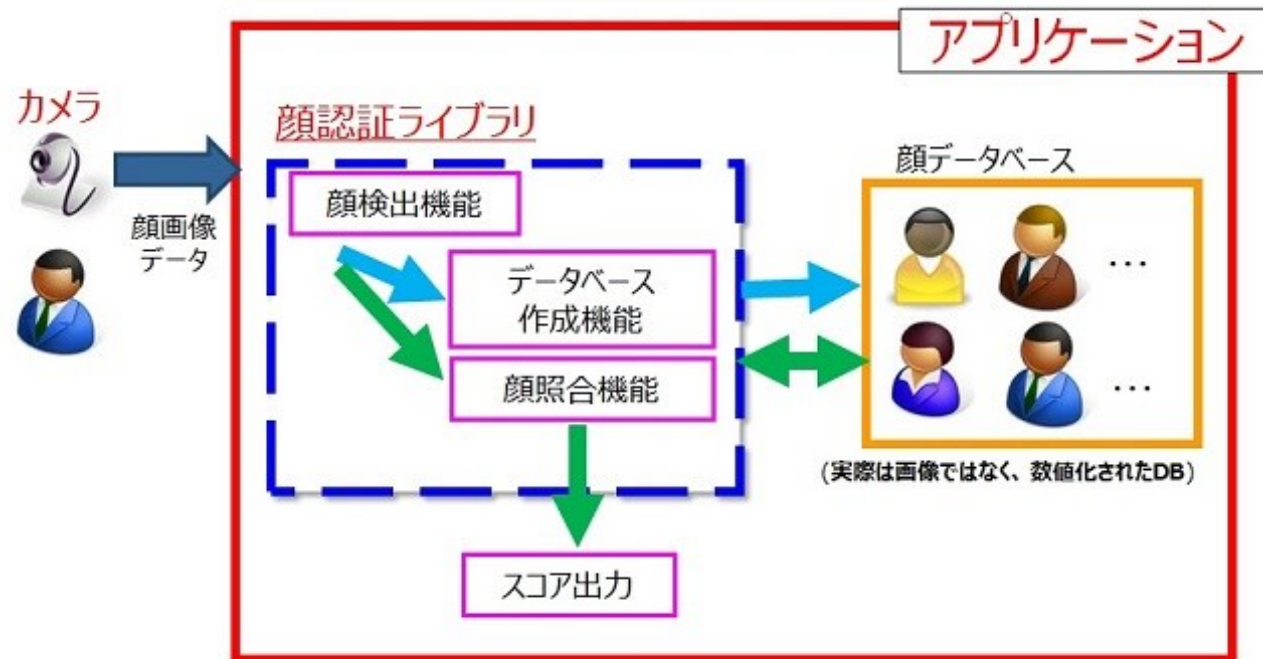 アプリケーション
カメラ
顔認証ライブラリ
顔データベース
顔検出機能
顔画像
データ
データベース
作成機能
…
顔照合機能
…
(実際は画像ではなく、数値化されたDB)
スコア出力